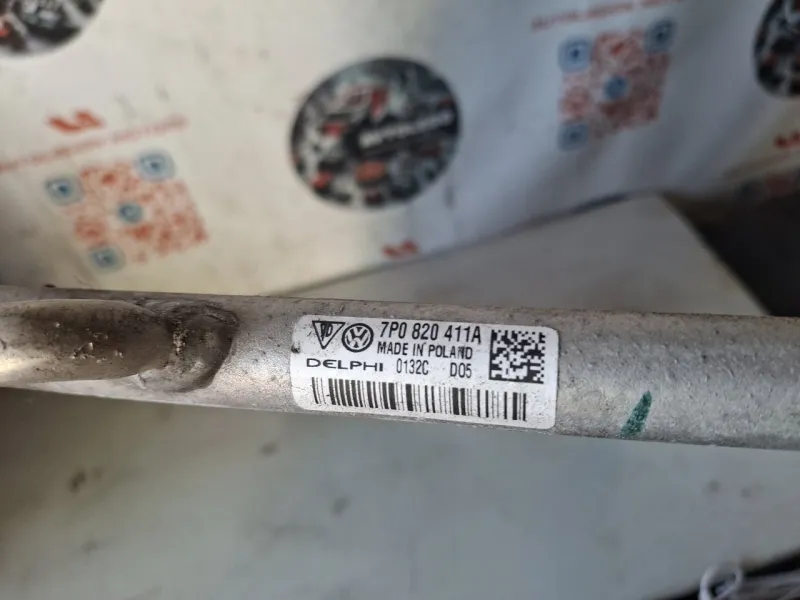 7P0 820 411A
MADE IN POLAND
DELPHI 0132C D05